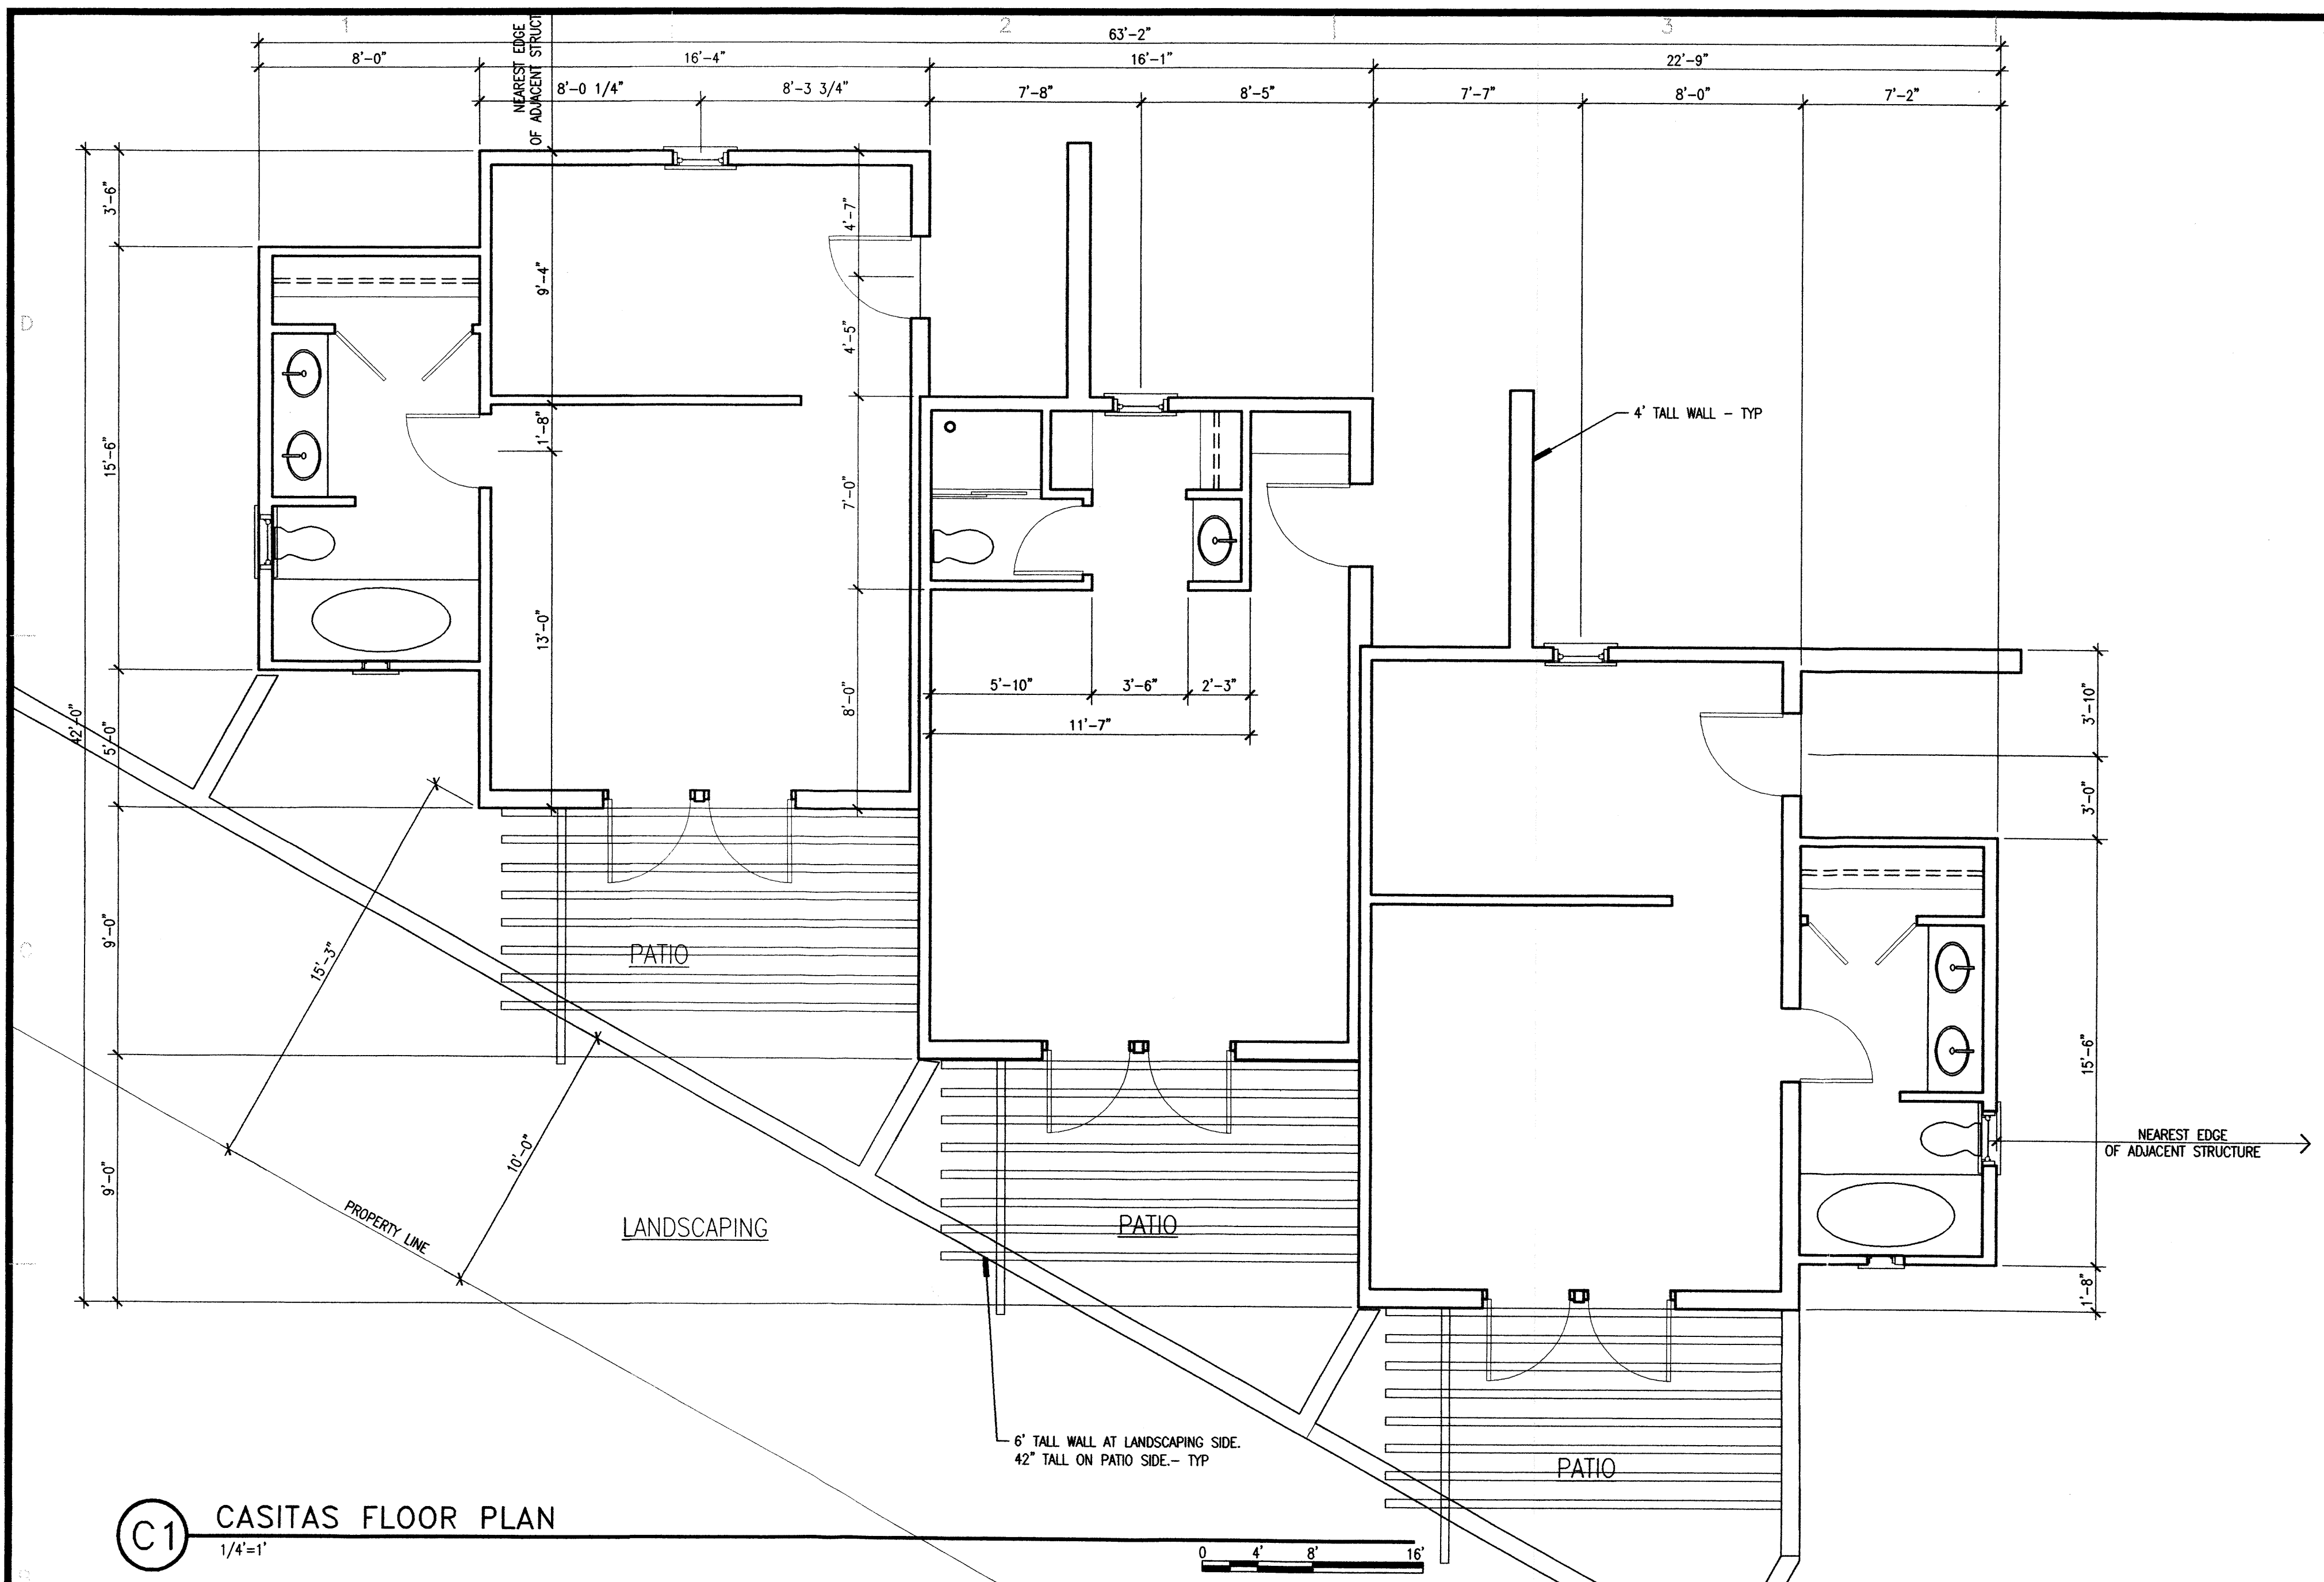 1
2
3
63'-2"
8'-0"
16'-4"
16'-1"
22'-9"
NEAREST EDGE
OF ADJACENT STRUCT
8'-0 1/4"
8'-3 3/4"
7'-8"
8'-5"
7'-7"
8'-0"
7'-2"
3'-6"
4'-7"
9'-4"
D
4'-5"
4' TALL WALL - TYP
1'-8"
15'-6"
7'-0"
13'-0"
5'-10"
3'-6"
2'-3"
8'-0"
11'-7"
42'-0"
5'-0"
3'-10"
3'-0"
9'-0"
C
15'-3"
PATIO
15'-6"
10'-0"
NEAREST EDGE
OF ADJACENT STRUCTURE
9'-0"
PROPERTY LINE
LANDSCAPING
PATIO
1'-8"
6' TALL WALL AT LANDSCAPING SIDE.
42" TALL ON PATIO SIDE.- TYP
PATIO
C1
CASITAS FLOOR PLAN
1/4'=1'
0 4' 8' 16'
B